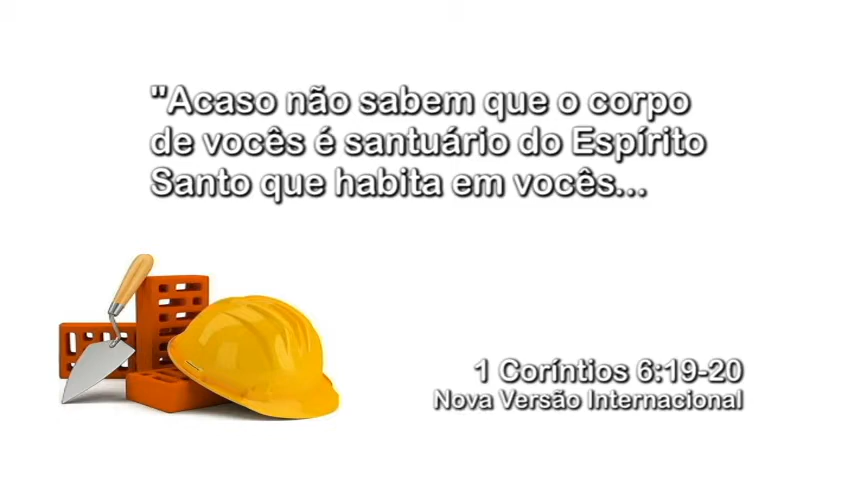 "Acaso não sabem que o corpo
de vocês é santuário do Espírito
Santo que habita em vocês...
1 Coríntios 6:19-20
Nova Versão Internacional